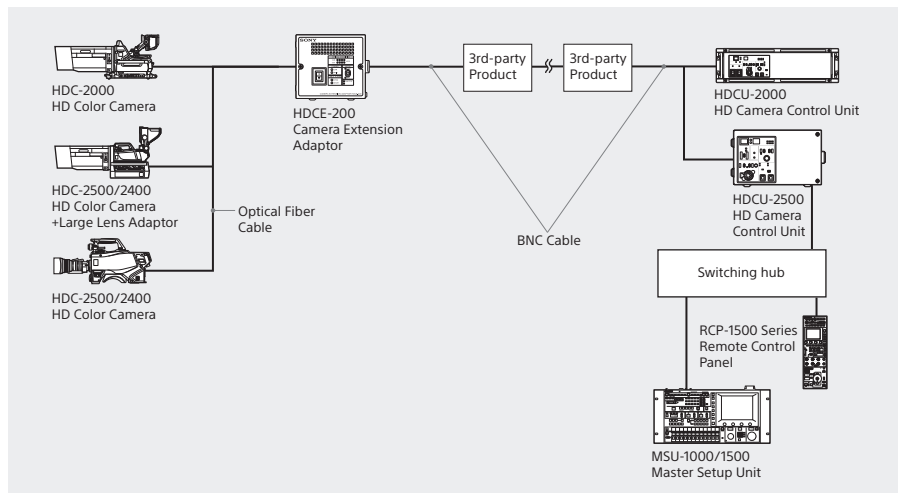 HDC-2000
HD Color Camera
HDC-2500/2400
HD Color Camera
+Large Lens Adaptor
HDC-2500/2400
HD Color Camera
Optical Fiber
Cable
SONY
HDCE-200
Camera Extension
Adaptor
3rd-party
Product
3rd-party
Product
BNC Cable
HDCU-2000
HD Camera Control Unit
HDCU-2500
HD Camera
Control Unit
Switching hub
RCP-1500 Series
Remote Control
Panel
MSU-1000/1500
Master Setup Unit